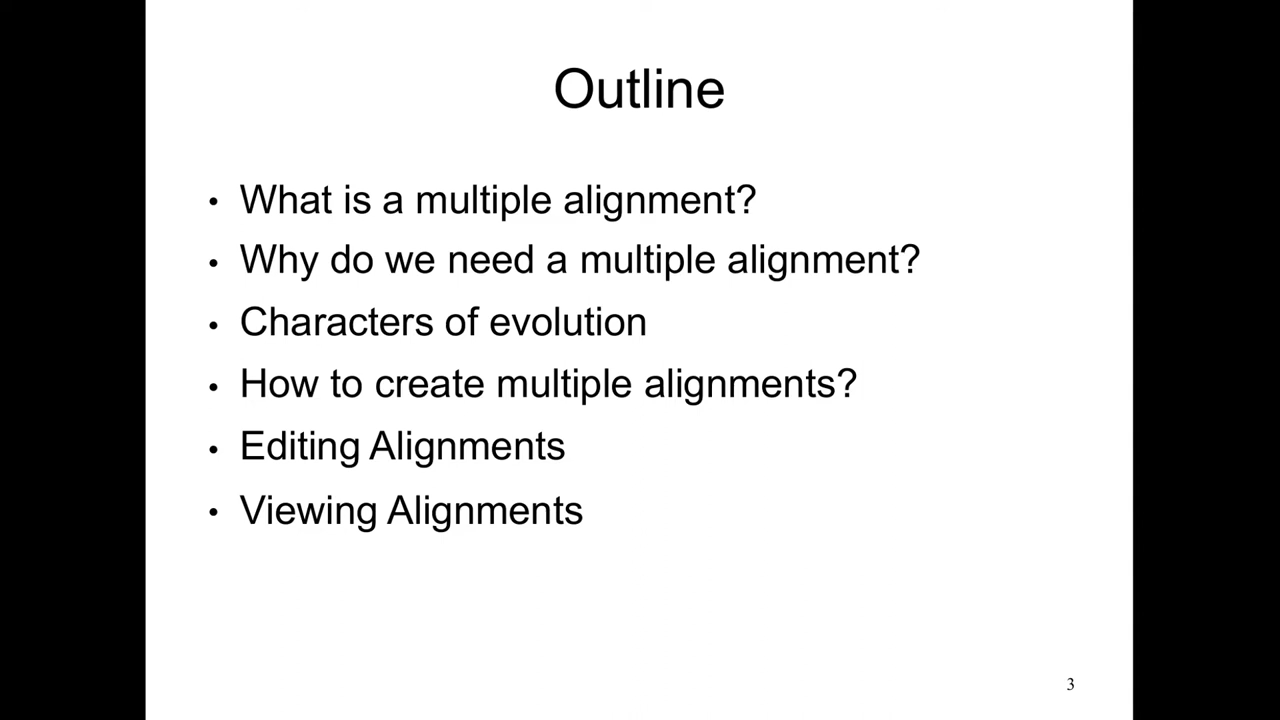 Outline
• What is a multiple alignment?
• Why do we need a multiple alignment?
• Characters of evolution
• How to create multiple alignments?
• Editing Alignments
• Viewing Alignments
3